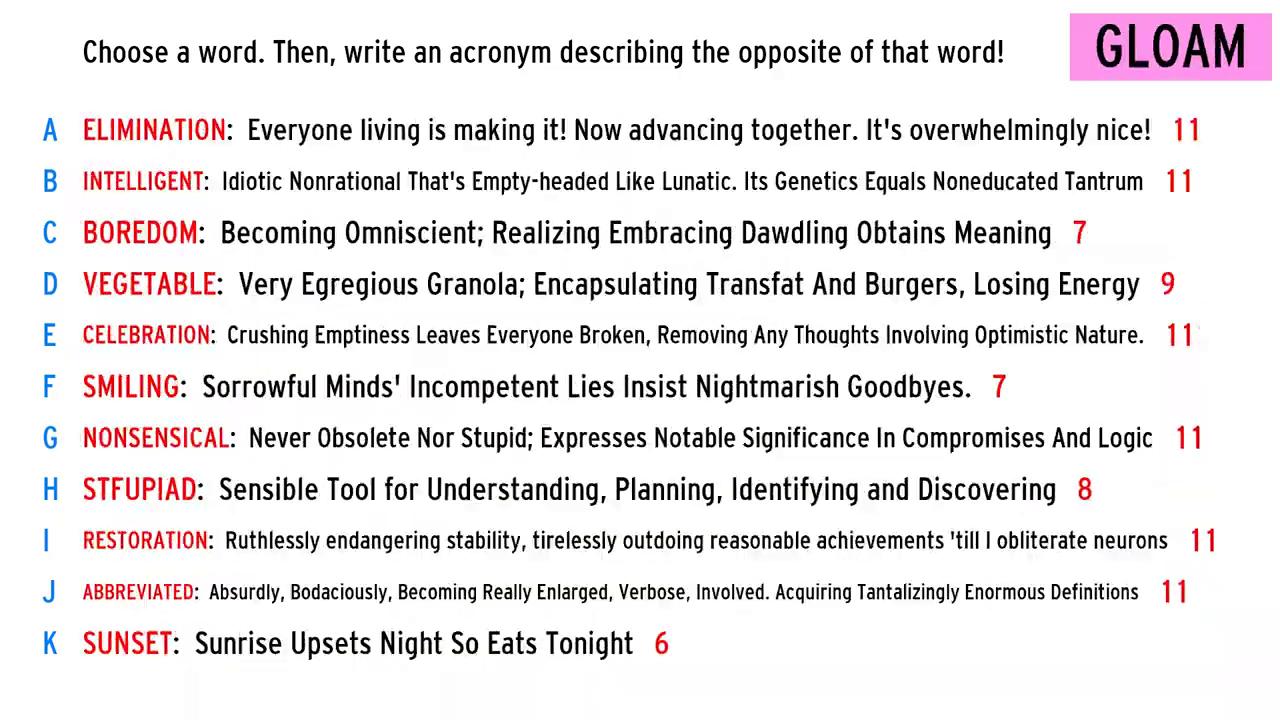 Choose a word. Then, write an acronym describing the opposite of that word!
GLOAM
A ELIMINATION: Everyone living is making it! Now advancing together. It's overwhelmingly nice! 11
B INTELLIGENT: Idiotic Nonrational That's Empty-headed Like Lunatic. Its Genetics Equals Noneducated Tantrum 11
C BOREDOM: Becoming Omniscient; Realizing Embracing Dawdling Obtains Meaning 7
D VEGETABLE: Very Egregious Granola; Encapsulating Transfat And Burgers, Losing Energy 9
E CELEBRATION: Crushing Emptiness Leaves Everyone Broken, Removing Any Thoughts Involving Optimistic Nature. 11
F SMILING: Sorrowful Minds' Incompetent Lies Insist Nightmarish Goodbyes. 7
G NONSENSICAL: Never Obsolete Nor Stupid; Expresses Notable Significance In Compromises And Logic 11
H STFUPIAD: Sensible Tool for Understanding, Planning, Identifying and Discovering 8
I RESTORATION: Ruthlessly endangering stability, tirelessly outdoing reasonable achievements 'till I obliterate neurons 11
J ABBREVIATED: Absurdly, Bodaciously, Becoming Really Enlarged, Verbose, Involved. Acquiring Tantalizingly Enormous Definitions 11
K SUNSET: Sunrise Upsets Night So Eats Tonight 6